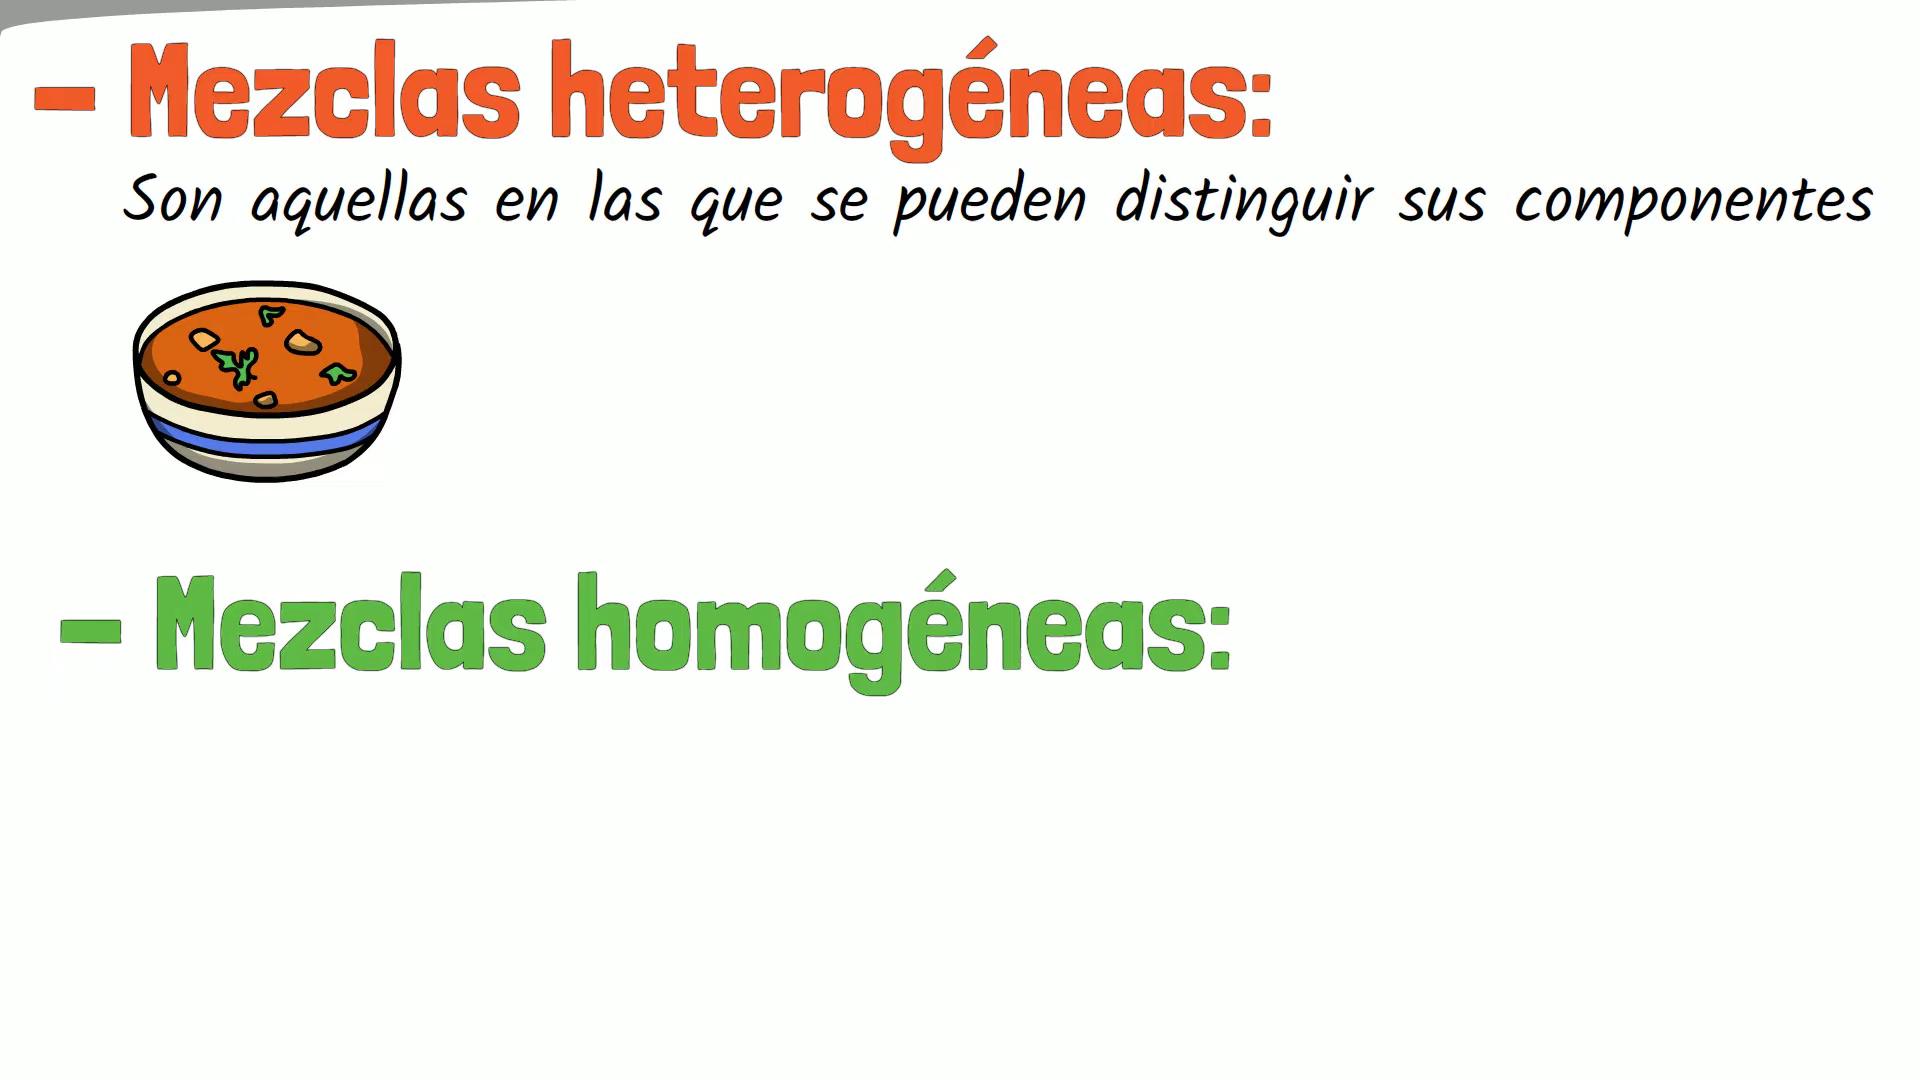 - Mezclas heterogéneas:
Son aquellas en las que se pueden distinguir sus componentes
- Mezclas homogéneas: